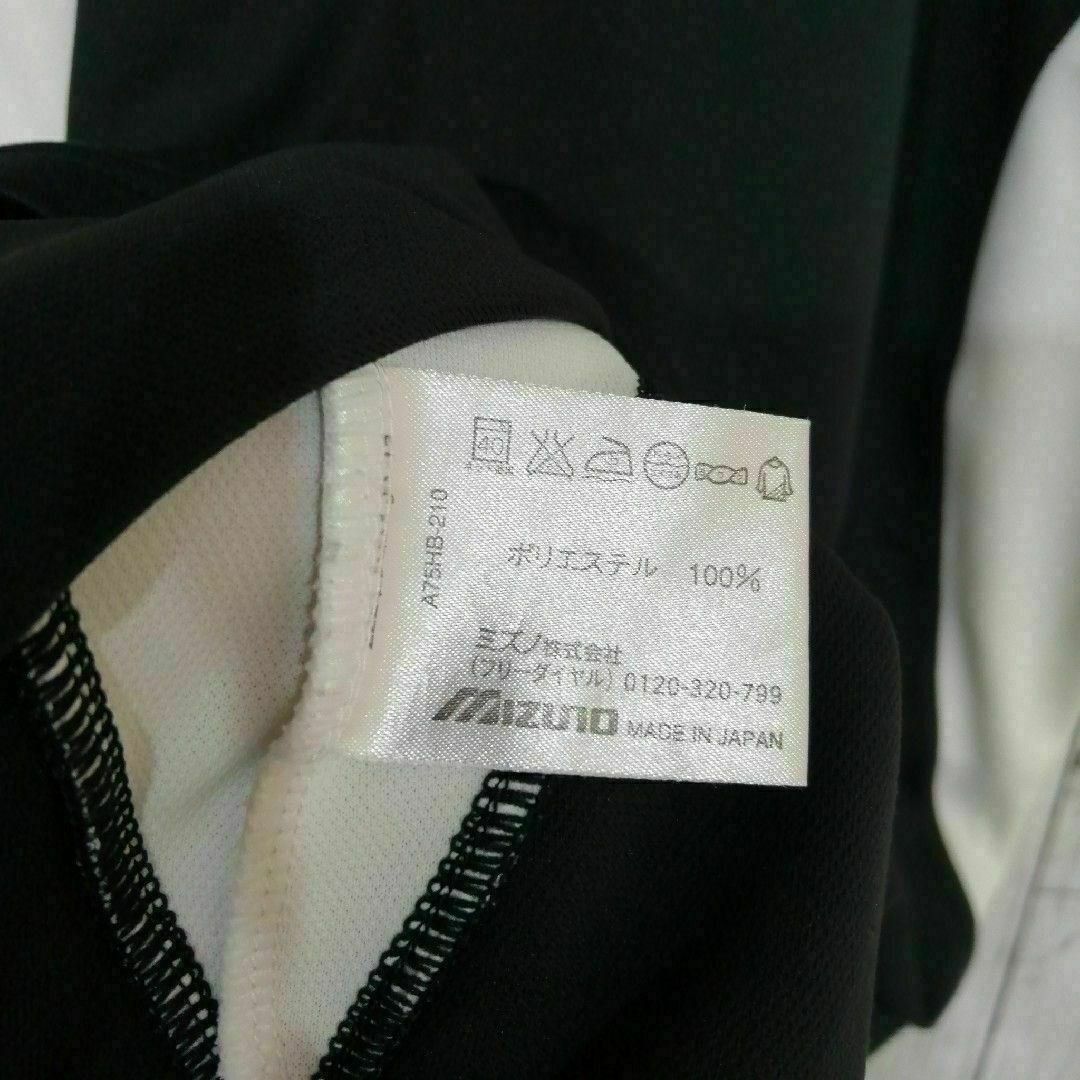 40
ポリエステル 100%
A75HB-210
ミズノ株式会社
(フリーダイヤル) 0120-320-799
MIZUNO MADE IN JAPAN